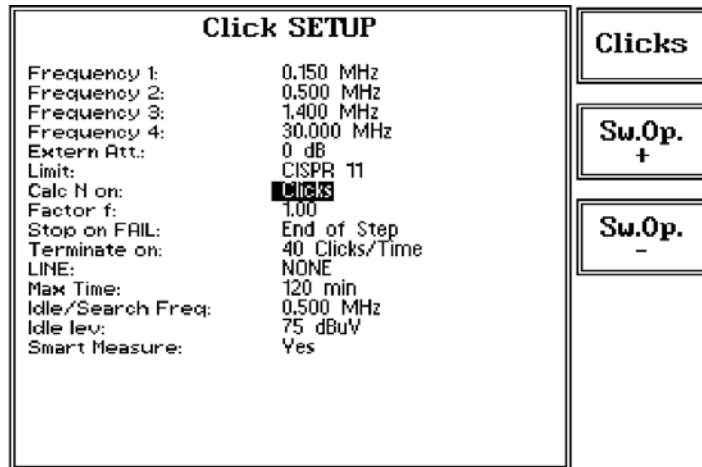 Click SETUP
Frequency 1: 0.150 MHz
Frequency 2: 0.500 MHz
Frequency 3: 1.400 MHz
Frequency 4: 30.000 MHz
Extern Att.: 0 dB
Limit: CISPR 11
Calc N on: Clicks
Factor f: 1.00
Stop on FAIL: End of Step
Terminate on: 40 Clicks/Time
LINE: NONE
Max Time: 120 min
Idle/Search Freq: 0.500 MHz
Idle lev: 75 dBuV
Smart Measure: Yes
Clicks
Sw.Op.
+
Sw.Op.
-